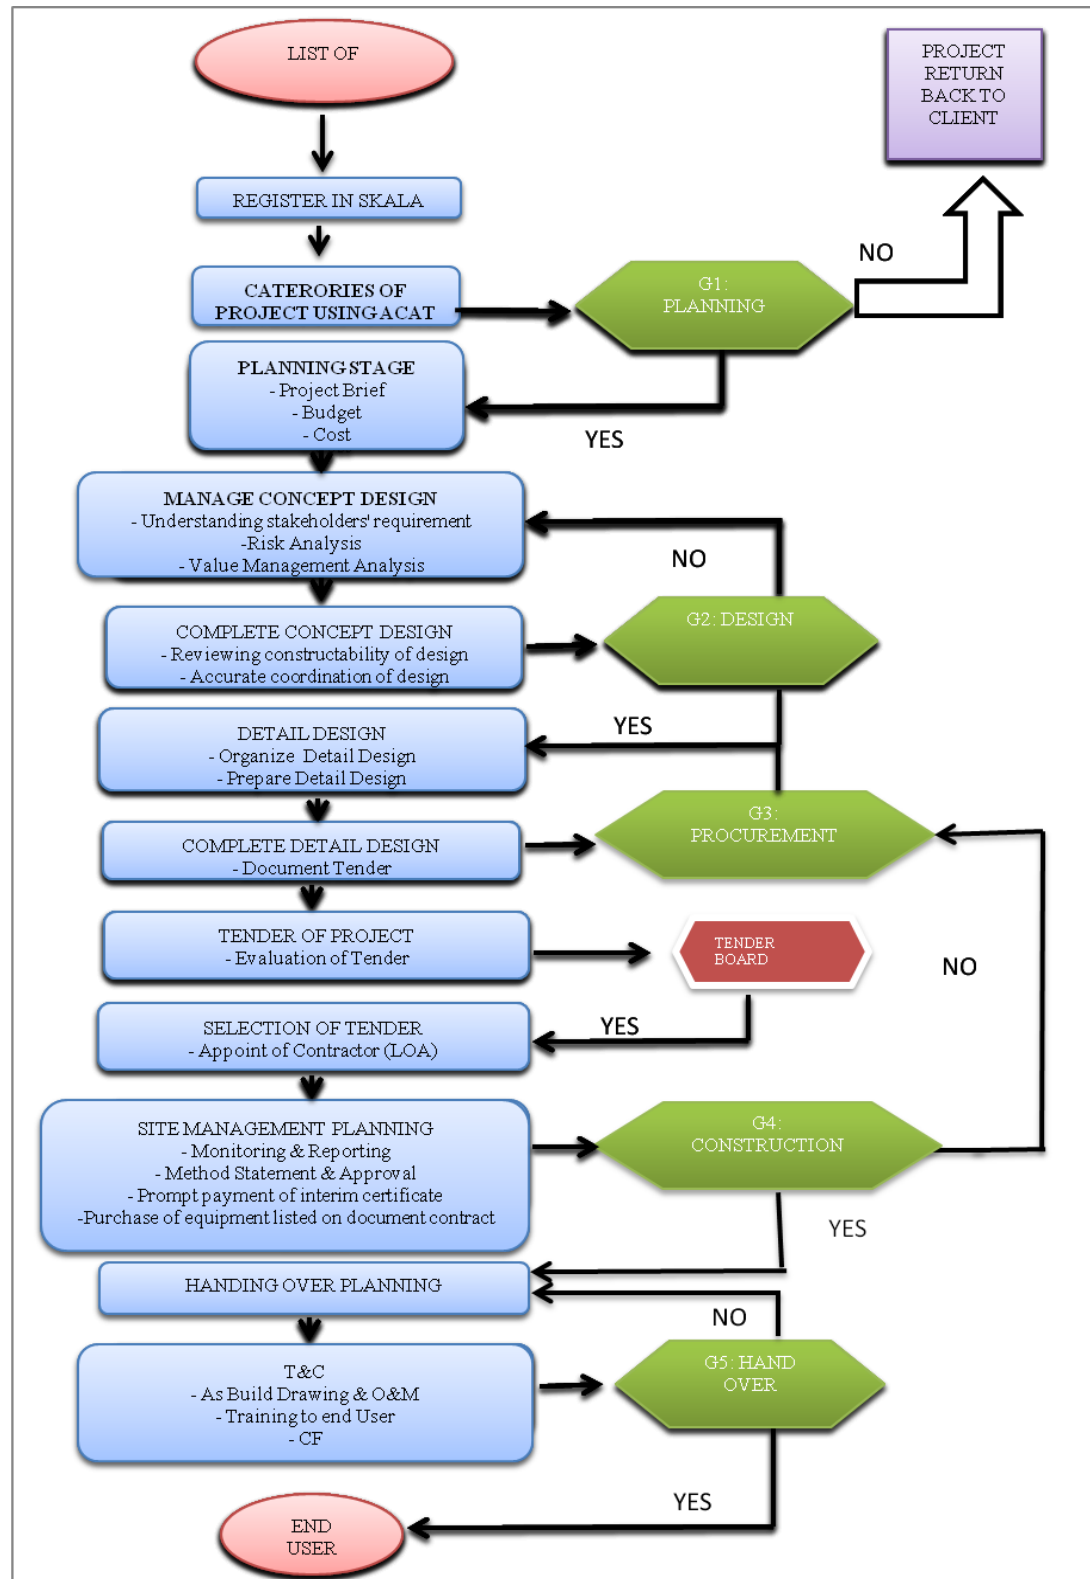 LIST OF
PROJECT
RETURN
BACK TO
CLIENT
REGISTER IN SKALA
NO
CATERORIES OF
PROJECT USING ACAT
G1:
PLANNING
PLANNING STAGE
- Project Brief
- Budget
- Cost
YES
MANAGE CONCEPT DESIGN
- Understanding stakeholders' requirement
-Risk Analysis
- Value Management Analysis
NO
COMPLETE CONCEPT DESIGN
- Reviewing constructability of design
- Accurate coordination of design
G2: DESIGN
YES
DETAIL DESIGN
- Organize Detail Design
- Prepare Detail Design
G3:
PROCUREMENT
COMPLETE DETAIL DESIGN
- Document Tender
TENDER OF PROJECT
- Evaluation of Tender
TENDER
BOARD
NO
SELECTION OF TENDER
- Appoint of Contractor (LOA)
YES
SITE MANAGEMENT PLANNING
- Monitoring & Reporting
- Method Statement & Approval
- Prompt payment of interim certificate
-Purchase of equipment listed on document contract
G4:
CONSTRUCTION
YES
HANDING OVER PLANNING
NO
T&C
- As Build Drawing & O&M
- Training to end User
- CF
G5: HAND
OVER
YES
END
USER